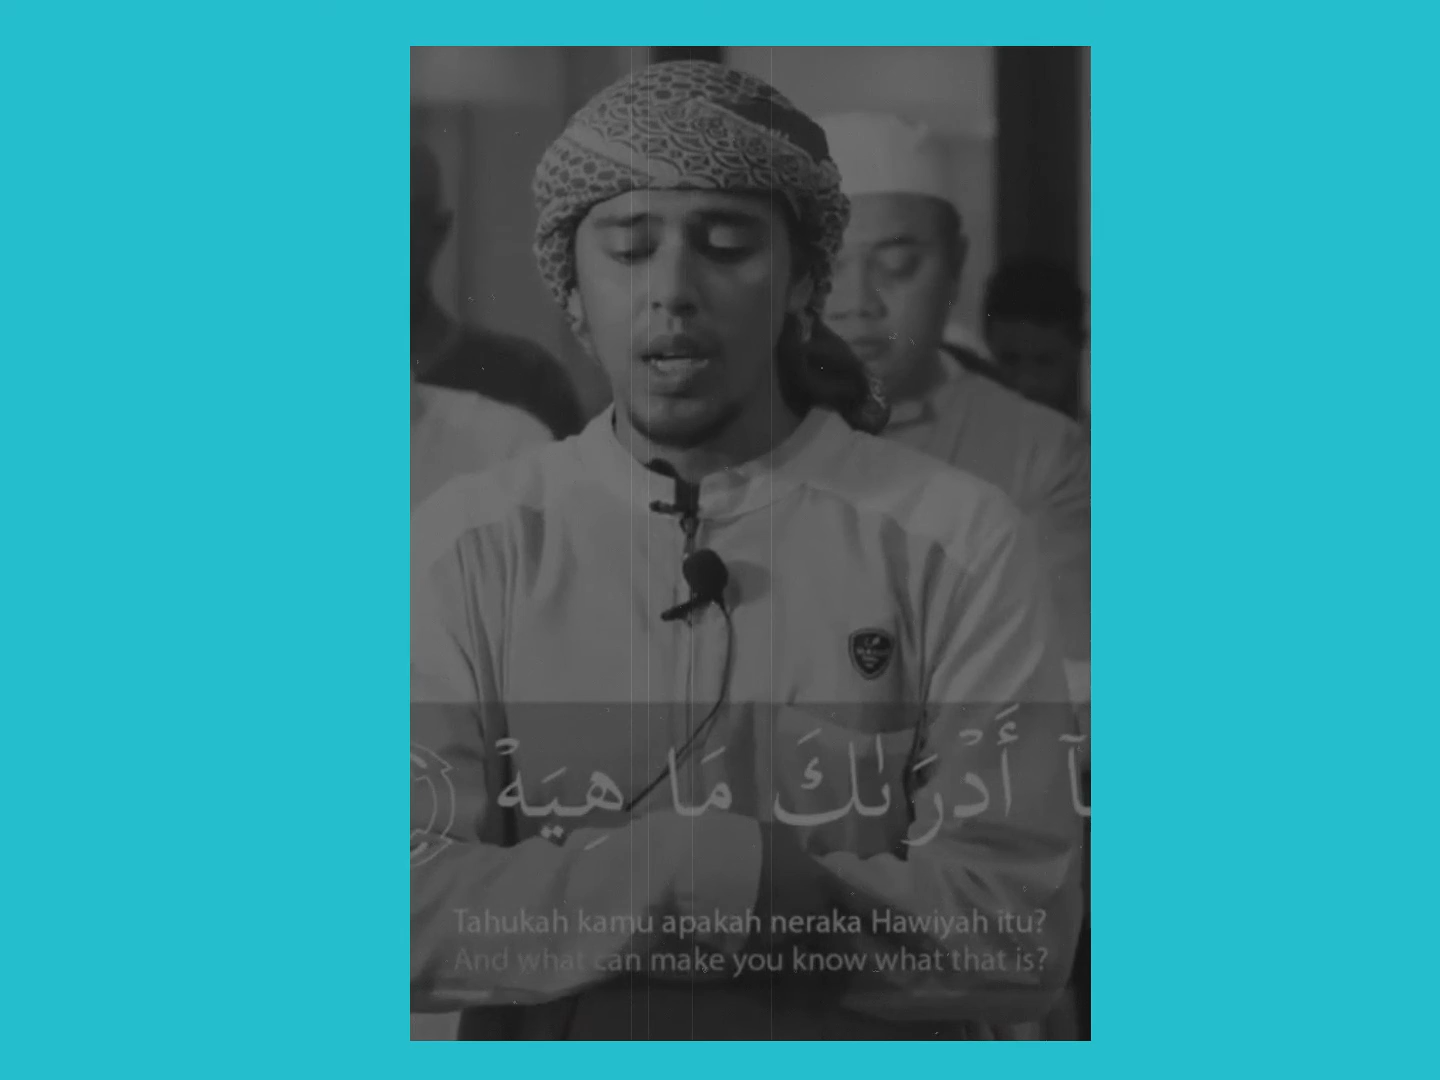 أَدْرَىٰكَ مَا هِيَهْ
Tahukah kamu apakah neraka Hawiyah itu?
And what can make you know what that is?